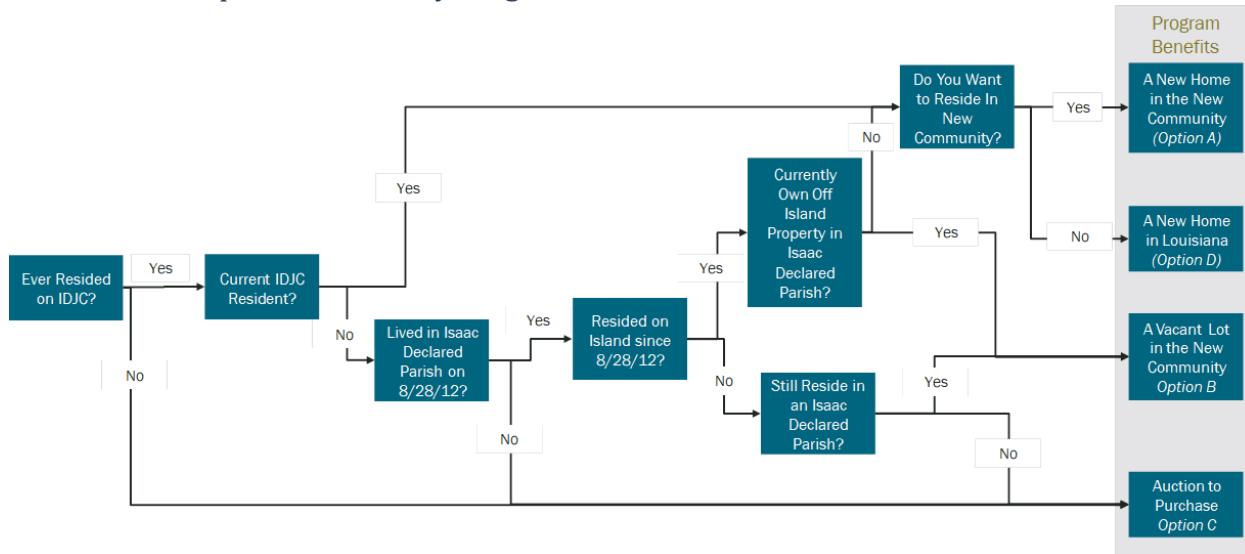 Program
Benefits
Do You Want
to Reside In
New
Community?
Yes
A New Home
in the New
Community
(Option A)
No
Currently
Own Off
Island
Property in
Isaac
Declared
Parish?
Yes
Yes
No
A New Home
in Louisiana
(Option D)
Ever Resided
on IDJC?
Yes
Current IDJC
Resident?
Yes
No
Lived in Isaac
Declared
Parish on
8/28/12?
Yes
Resided on
Island since
8/28/12?
A Vacant Lot
in the New
Community
Option B
No
No
Still Reside in
an Isaac
Declared
Parish?
Yes
No
No
Auction to
Purchase
Option C